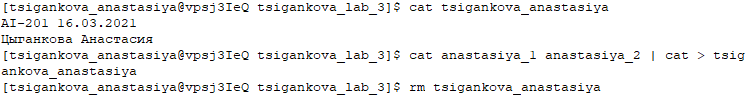 [tsigankova_anastasiya@vpsj3IeQ tsigankova_lab_3]$ cat tsigankova_anastasiya
AI-201 16.03.2021
Цыганкова Анастасия
[tsigankova_anastasiya@vpsj3IeQ tsigankova_lab_3]$ cat anastasiya_1 anastasiya_2 | cat > tsig
ankova_anastasiya
[tsigankova_anastasiya@vpsj3IeQ tsigankova_lab_3]$ rm tsigankova_anastasiya